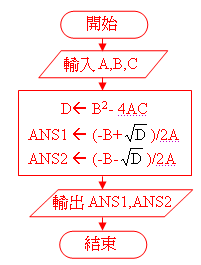 開始
輸入 A,B,C
D← B²- 4AC
ANS1 ← (-B+√D )/2A
ANS2 ← (-B-√D )/2A
輸出 ANS1,ANS2
結束